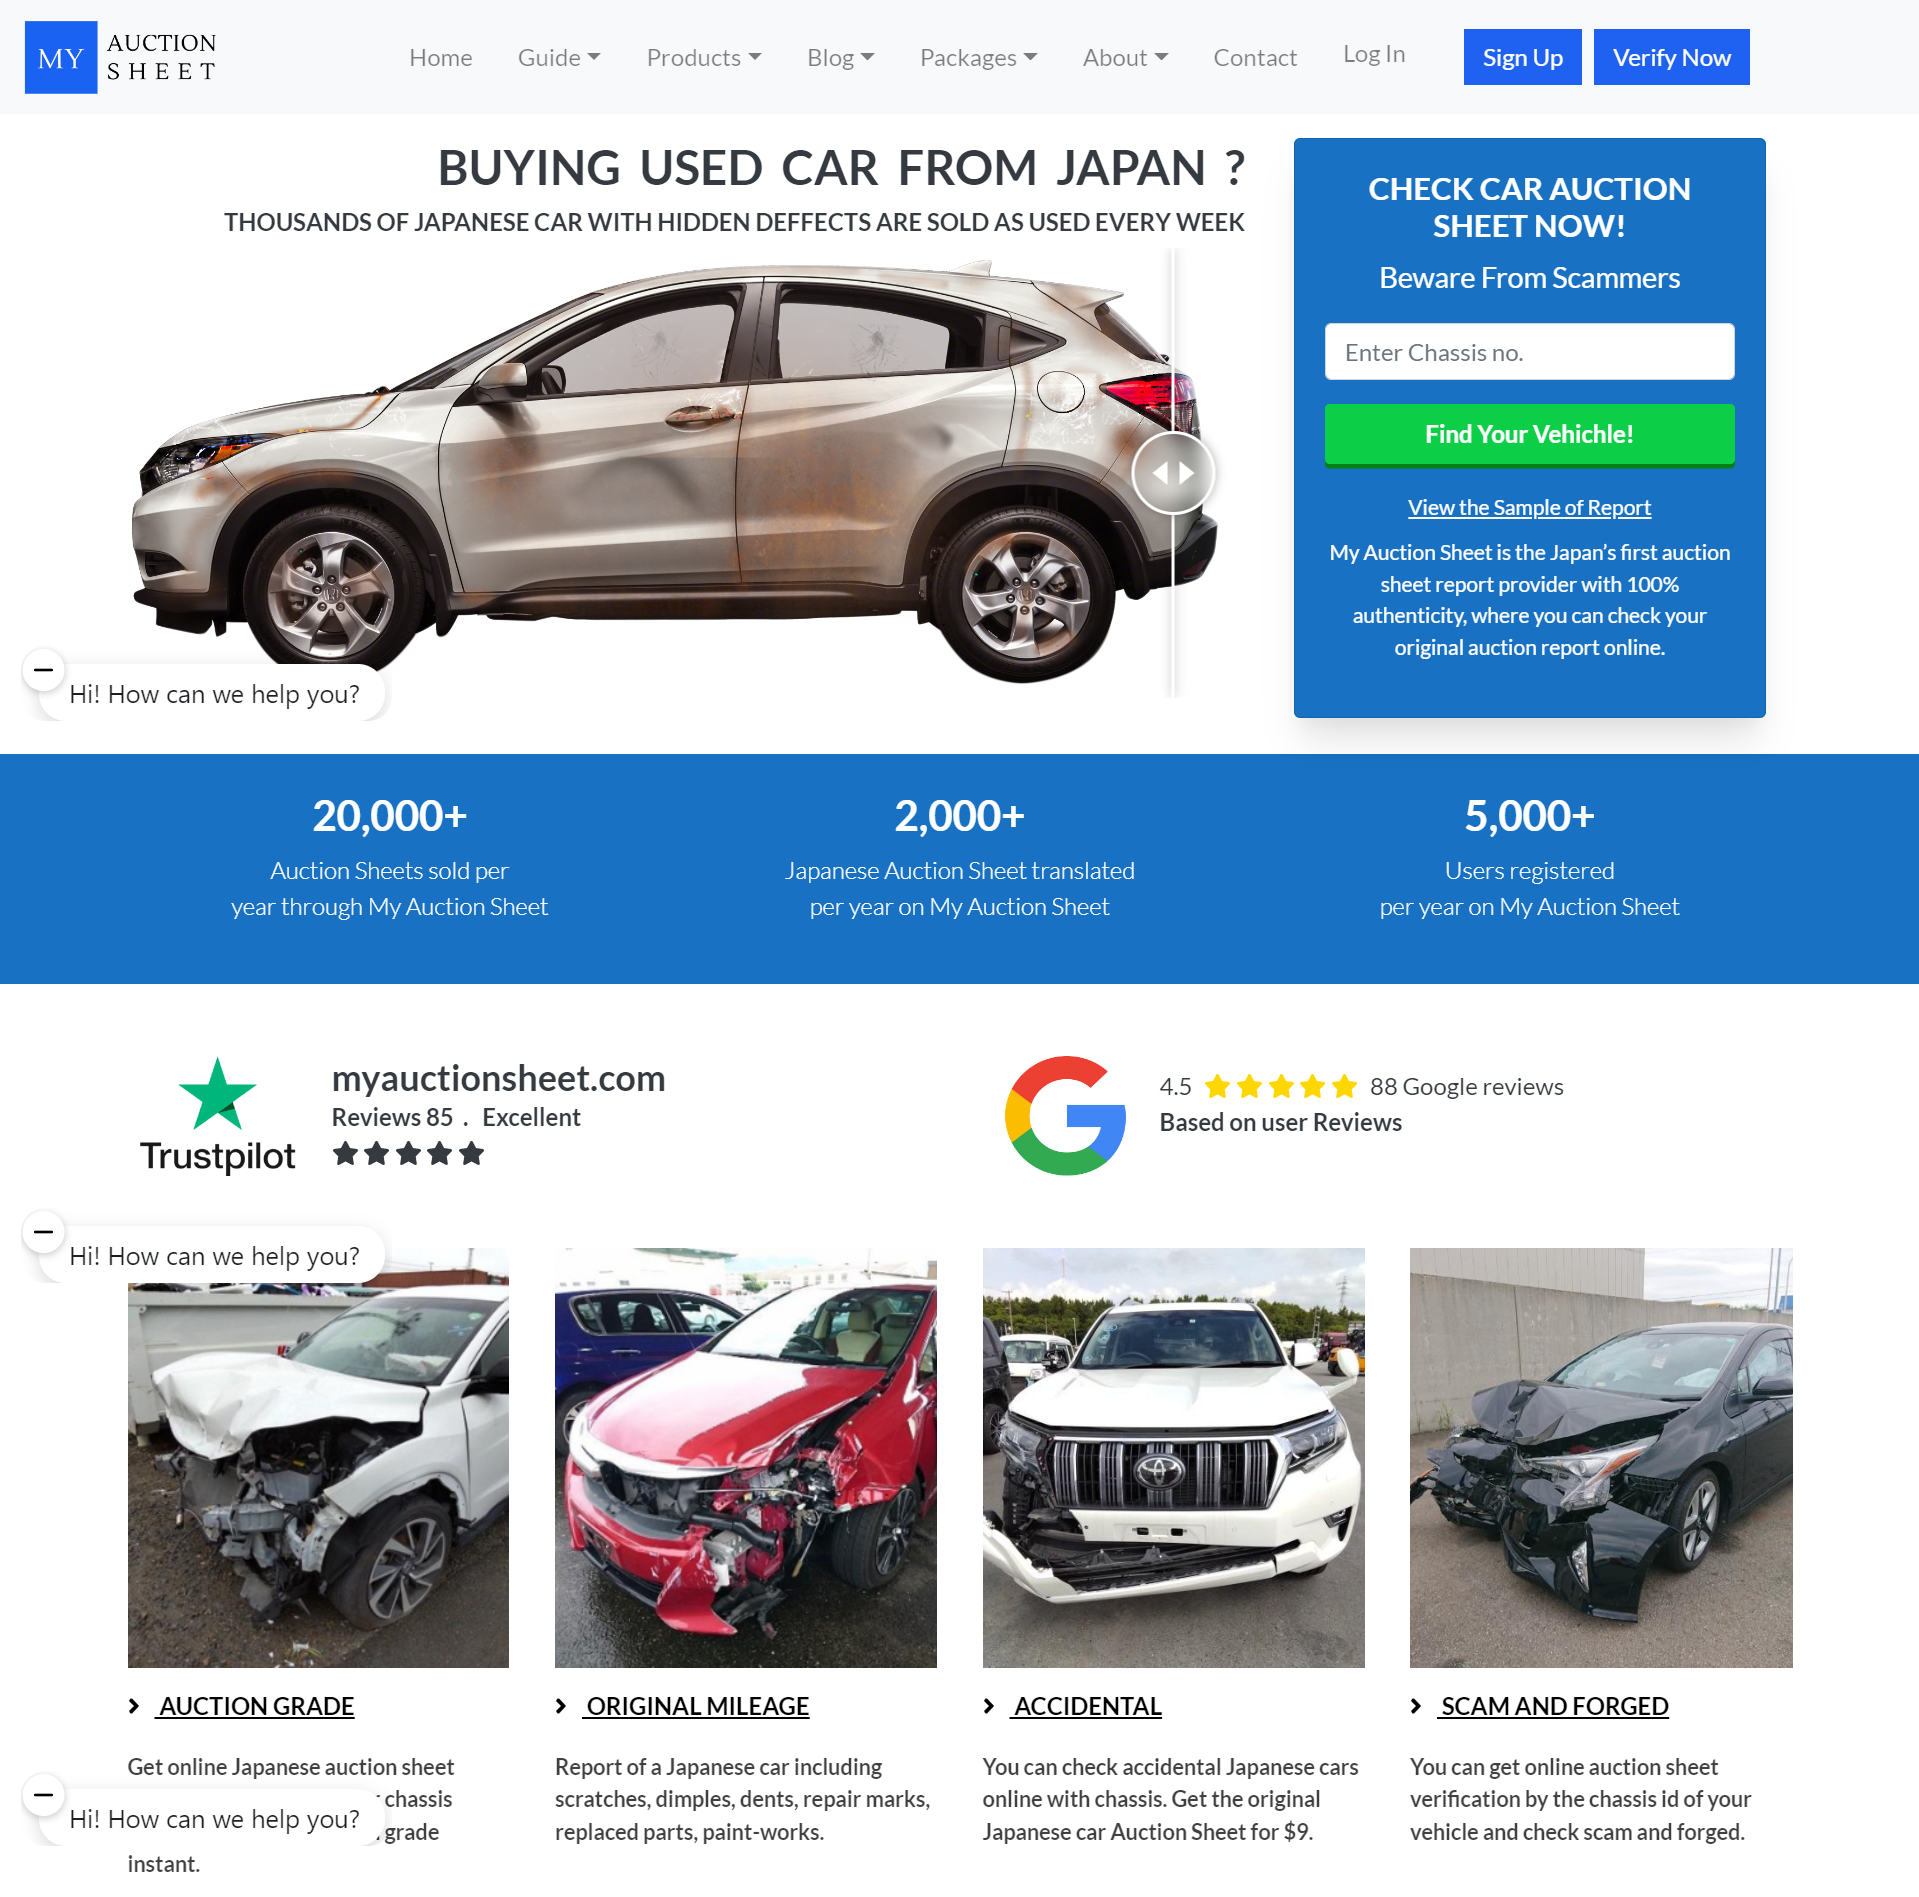 MY AUCTION
SHEET
Home Guide Products Blog Packages About Contact Log In Sign Up Verify Now
BUYING USED CAR FROM JAPAN ?
THOUSANDS OF JAPANESE CAR WITH HIDDEN DEFFECTS ARE SOLD AS USED EVERY WEEK
CHECK CAR AUCTION
SHEET NOW!
Beware From Scammers
Enter Chassis no.
Find Your Vehichle!
View the Sample of Report
My Auction Sheet is the Japan's first auction
sheet report provider with 100%
authenticity, where you can check your
original auction report online.
Hi! How can we help you?
20,000+
Auction Sheets sold per
year through My Auction Sheet
2,000+
Japanese Auction Sheet translated
per year on My Auction Sheet
5,000+
Users registered
per year on My Auction Sheet
Trustpilot
myauctionsheet.com
Reviews 85 . Excellent
4.5 88 Google reviews
Based on user Reviews
Hi! How can we help you?
AUCTION GRADE
Get online Japanese auction sheet
chassis
grade
instant.
Hi! How can we help you?
ORIGINAL MILEAGE
Report of a Japanese car including
scratches, dimples, dents, repair marks,
replaced parts, paint-works.
ACCIDENTAL
You can check accidental Japanese cars
online with chassis. Get the original
Japanese car Auction Sheet for $9.
SCAM AND FORGED
You can get online auction sheet
verification by the chassis id of your
vehicle and check scam and forged.